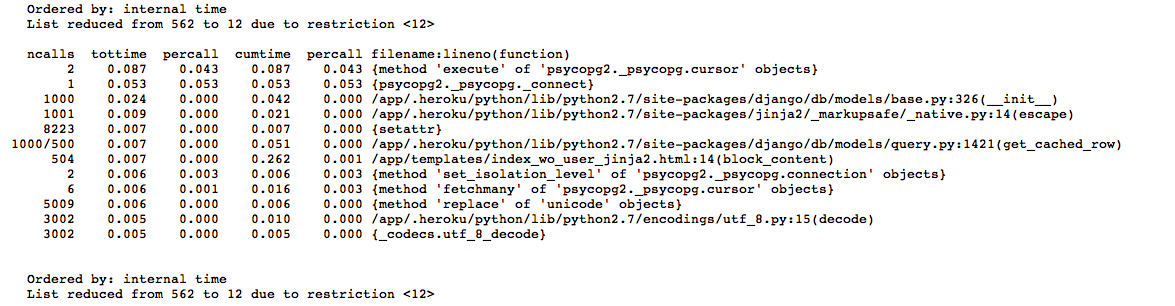 Ordered by: internal time
List reduced from 562 to 12 due to restriction <12>
ncalls tottime percall cumtime percall filename:lineno(function)
2 0.087 0.043 0.087 0.043 {method 'execute' of 'psycopg2._psycopg.cursor' objects}
1 0.053 0.053 0.053 0.053 {psycopg2._psycopg._connect}
1000 0.024 0.000 0.042 0.000 /app/.heroku/python/lib/python2.7/site-packages/django/db/models/base.py:326(__init__)
1001 0.009 0.000 0.021 0.000 /app/.heroku/python/lib/python2.7/site-packages/jinja2/_markupsafe/_native.py:14(escape)
8223 0.007 0.000 0.007 0.000 {setattr}
1000/500 0.007 0.000 0.051 0.000 /app/.heroku/python/lib/python2.7/site-packages/django/db/models/query.py:1421(get_cached_row)
504 0.007 0.000 0.262 0.001 /app/templates/index_wo_user_jinja2.html:14(block_content)
2 0.006 0.003 0.006 0.003 {method 'set_isolation_level' of 'psycopg2._psycopg.connection' objects}
6 0.006 0.001 0.016 0.003 {method 'fetchmany' of 'psycopg2._psycopg.cursor' objects}
5009 0.006 0.000 0.006 0.000 {method 'replace' of 'unicode' objects}
3002 0.005 0.000 0.010 0.000 /app/.heroku/python/lib/python2.7/encodings/utf_8.py:15(decode)
3002 0.005 0.000 0.005 0.000 {_codecs.utf_8_decode}
Ordered by: internal time
List reduced from 562 to 12 due to restriction <12>